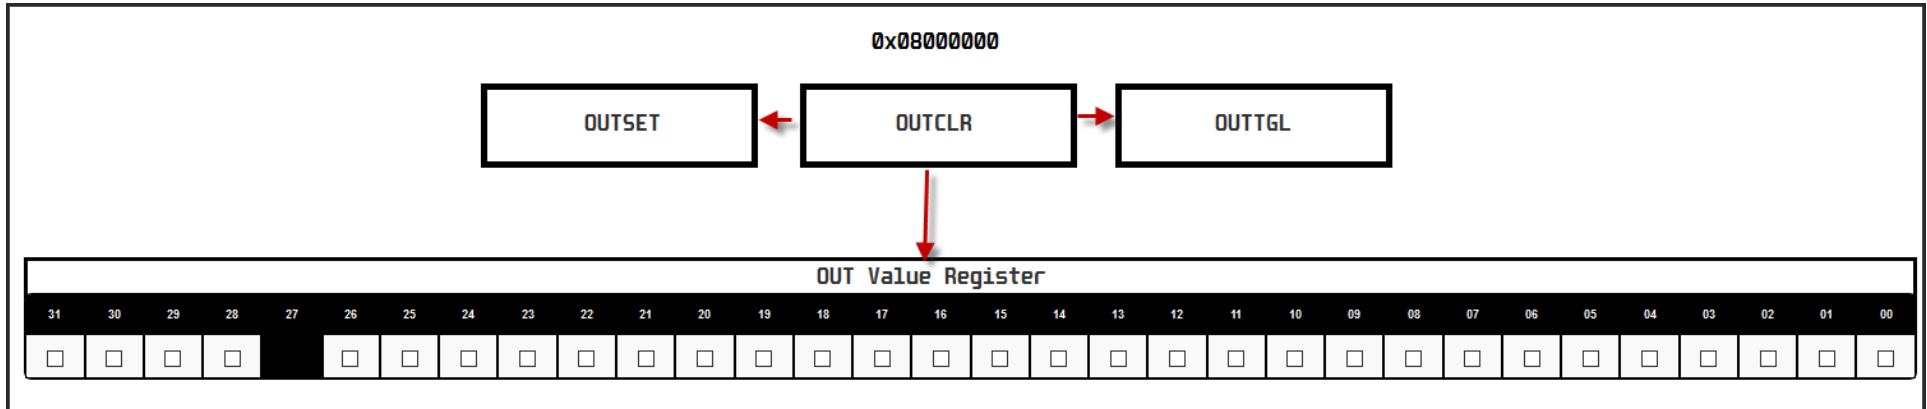 0x08000000
OUTSET OUTCLR OUTTGL
OUT Value Register
31 30 29 28 27 26 25 24 23 22 21 20 19 18 17 16 15 14 13 12 11 10 09 08 07 06 05 04 03 02 01 00